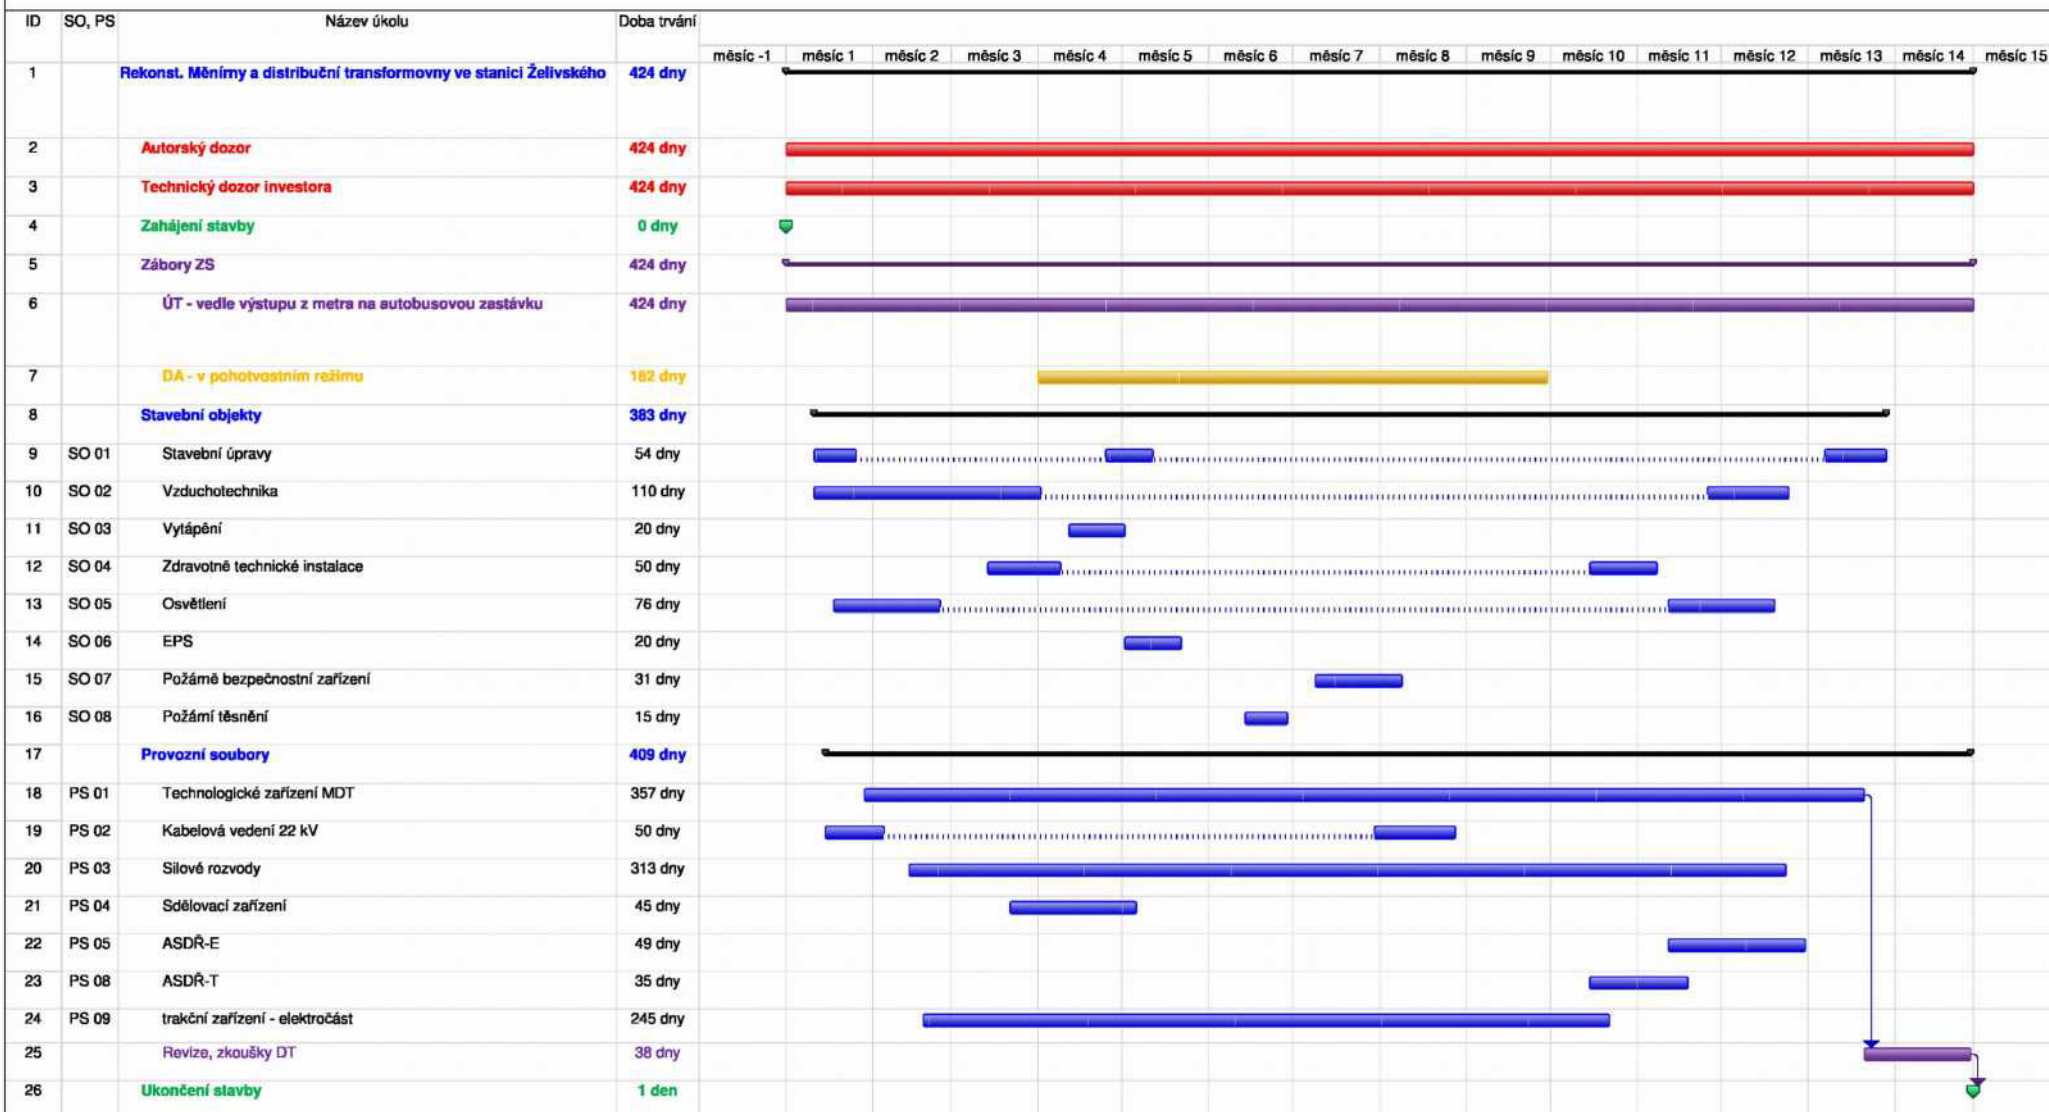 ID SO, PS Název úkolu Doba trvání
měsíc -1 měsíc 1 měsíc 2 měsíc 3 měsíc 4 měsíc 5 měsíc 6 měsíc 7 měsíc 8 měsíc 9 měsíc 10 měsíc 11 měsíc 12 měsíc 13 měsíc 14 měsíc 15
1 Rekonst. Měnírny a distribuční transformovny ve stanici Želivského 424 dny
2 Autorský dozor 424 dny
3 Technický dozor investora 424 dny
4 Zahájení stavby 0 dny
5 Zábory ZS 424 dny
6 ÚT - vedle výstupu z metra na autobusovou zastávku 424 dny
7 DA - v pohotvostním režimu 182 dny
8 Stavební objekty 383 dny
9 SO 01 Stavební úpravy 54 dny
10 SO 02 Vzduchotechnika 110 dny
11 SO 03 Vytápění 20 dny
12 SO 04 Zdravotně technické instalace 50 dny
13 SO 05 Osvětlení 76 dny
14 SO 06 EPS 20 dny
15 SO 07 Požárně bezpečnostní zařízení 31 dny
16 SO 08 Požární těsnění 15 dny
17 Provozní soubory 409 dny
18 PS 01 Technologické zařízení MDT 357 dny
19 PS 02 Kabelová vedení 22 kV 50 dny
20 PS 03 Silové rozvody 313 dny
21 PS 04 Sdělovací zařízení 45 dny
22 PS 05 ASDŘ-E 49 dny
23 PS 08 ASDŘ-T 35 dny
24 PS 09 trakční zařízení - elektročást 245 dny
25 Revize, zkoušky DT 38 dny
26 Ukončení stavby 1 den